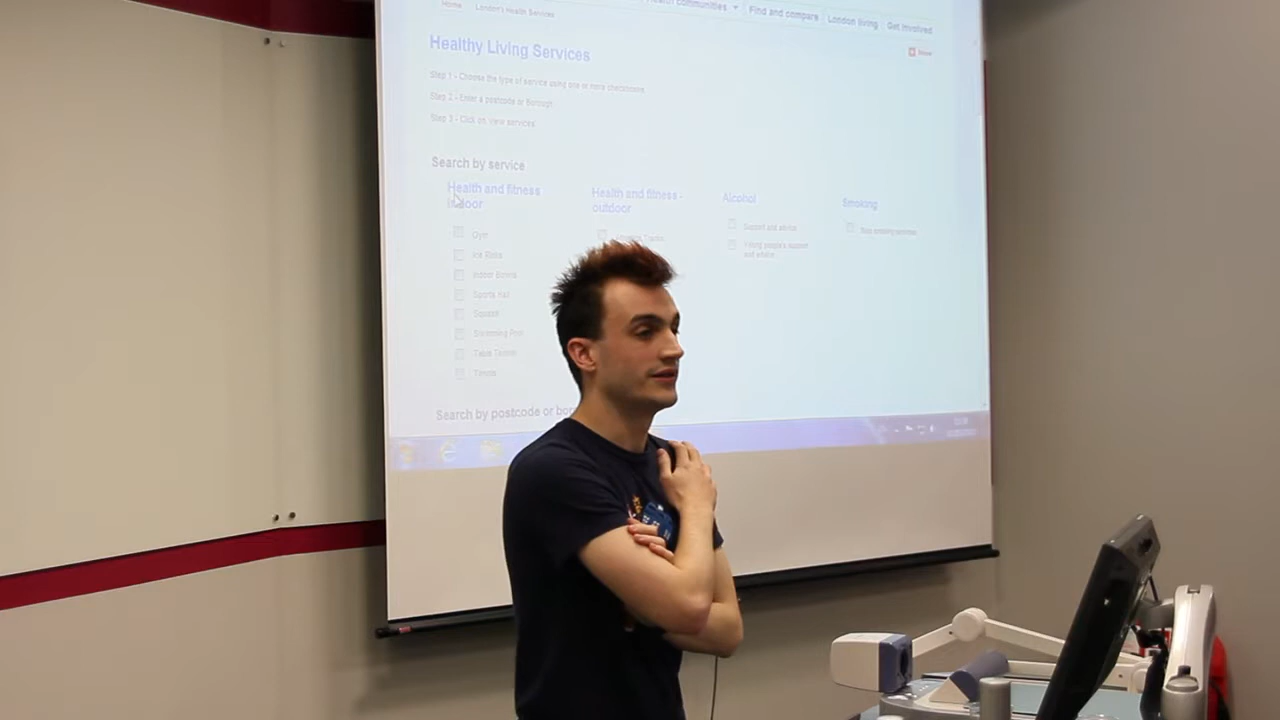 Home London's Health Services
Health communities Find and compare London living Get involved
Healthy Living Services
Step 1 - Choose the type of service using one or more checkboxes
Step 2 - Enter a postcode or Borough
Step 3 - Click on 'view services'
Search by service
Health and fitness indoor
Gym
Ice Rinks
Indoor Bowls
Sports Hall
Squash
Swimming Pool
Table Tennis
Tennis
Health and fitness - outdoor
Tracks
Alcohol
Support and advice
Young people's support
and advice
Smoking
Stop smoking services
Search by postcode or